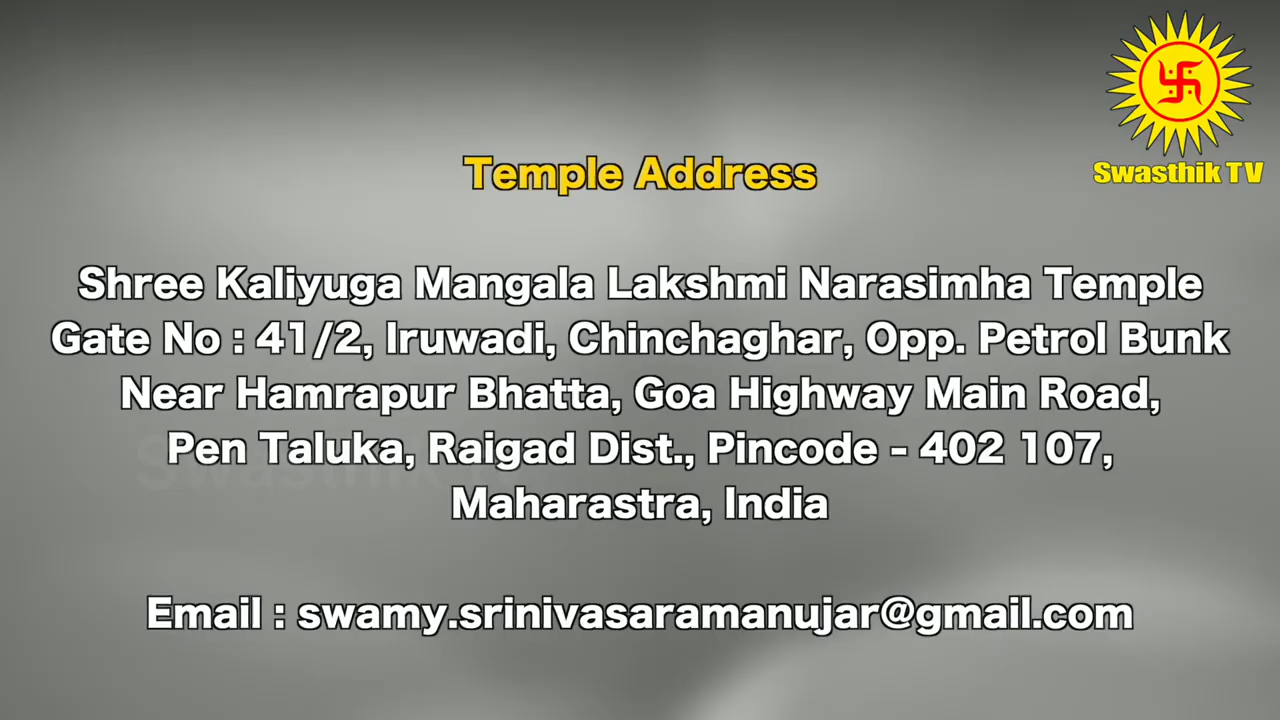 Swasthik TV
Temple Address
Shree Kaliyuga Mangala Lakshmi Narasimha Temple
Gate No : 41/2, Iruwadi, Chinchaghar, Opp. Petrol Bunk
Near Hamrapur Bhatta, Goa Highway Main Road,
Pen Taluka, Raigad Dist., Pincode - 402 107,
Maharastra, India
Email : swamy.srinivasaramanujar@gmail.com